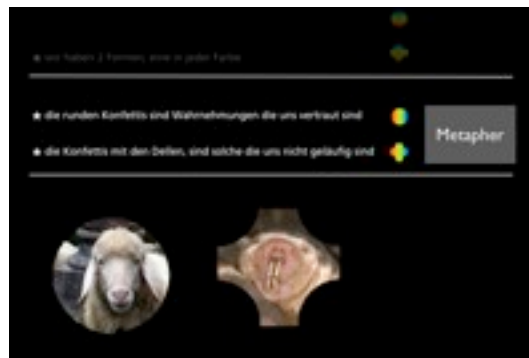 ★ wir haben 2 Formen, eine in jeder Farbe
★ die runden Konfettis sind Wahrnehmungen die uns vertraut sind
★ die Konfettis mit den Dellen, sind solche die uns nicht geläufig sind
Metapher